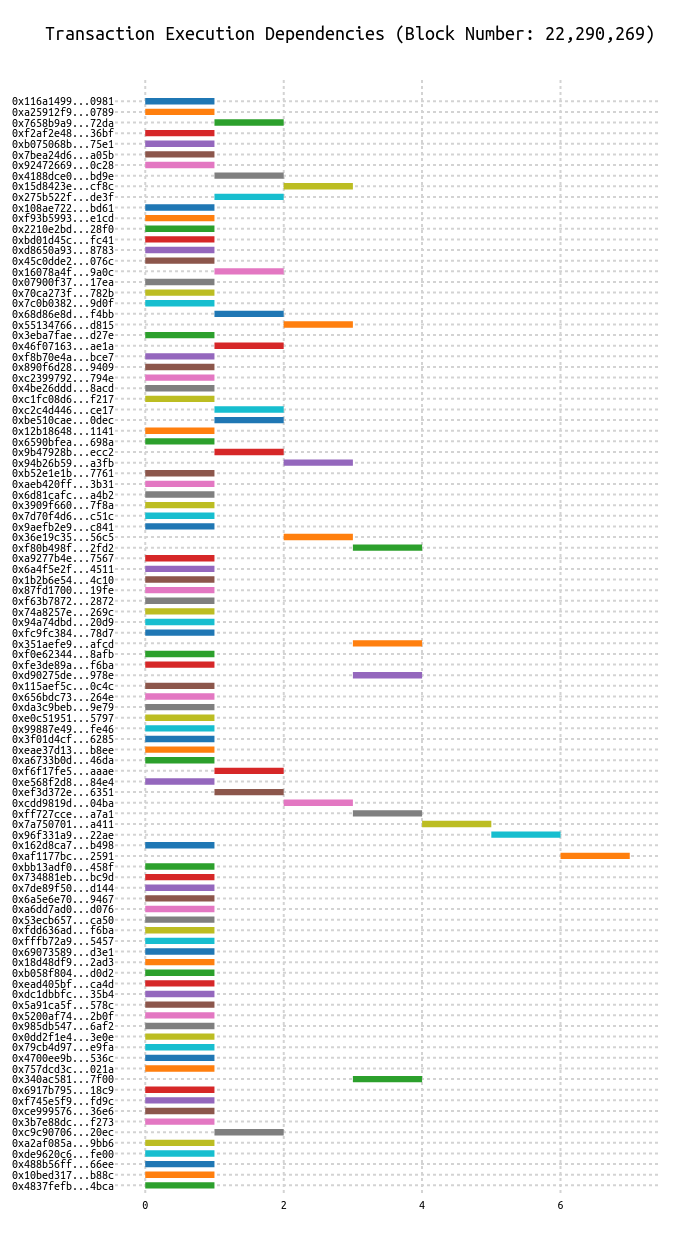 Transaction Execution Dependencies (Block Number: 22,290,269)
0x116a1499...0981
0xa25912f9...0789
0x7658b9a9...72da
0xf2af2e48...36bf
0xb075068b...75e1
0x7bea24d6...a05b
0x92472669...0c28
0x4188dce0...bd9e
0x15d8423e...cf8c
0x275b522f...de3f
0x108ae722...bd61
0xf93b5993...e1cd
0x2210e2bd...28f0
0xbd01d45c...fc41
0xd8650a93...8783
0x45c0dde2...076c
0x16078a4f...9a0c
0x07900f37...17ea
0x70ca273f...782b
0x7c0b0382...9d0f
0x68d86e8d...f4bb
0x55134766...d815
0x3eba7fae...d27e
0x46f07163...ae1a
0xf8b70e4a...bce7
0x890f6d28...9409
0xc2399792...794e
0x4be26ddd...8acd
0xc1fc08d6...f217
0xc2c4d446...ce17
0xbe510cae...0dec
0x12b18648...1141
0x6590bfea...698a
0x9b47928b...ecc2
0x94b26b59...a3fb
0xb52e1e1b...7761
0xaeb420ff...3b31
0x6d81cafc...a4b2
0x3909f660...7f8a
0x7d70f4d6...c51c
0x9aefb2e9...c841
0x36e19c35...56c5
0xf80b498f...2fd2
0xa9277b4e...7567
0x6a4f5e2f...4511
0x1b2b6e54...4c10
0x87fd1700...19fe
0xf63b7872...2872
0x74a8257e...269c
0x94a74dbd...20d9
0xfc9fc384...78d7
0x351aefe9...afcd
0xf0e62344...8afb
0xfe3de89a...f6ba
0xd90275de...978e
0x115aef5c...0c4c
0x656bdc73...264e
0xda3c9beb...9e79
0xe0c51951...5797
0x99887e49...fe46
0x3f01d4cf...6285
0xeae37d13...b8ee
0xa6733b0d...46da
0xf6f17fe5...aaae
0xe568f2d8...84e4
0xef3d372e...6351
0xcdd9819d...04ba
0xff727cce...a7a1
0x7a750701...a411
0x96f331a9...22ae
0x162d8ca7...b498
0xaf1177bc...2591
0xbb13adf0...458f
0x734881eb...bc9d
0x7de89f50...d144
0x6a5e6e70...9467
0xa6dd7ad0...d076
0x53ecb657...ca50
0xfdd636ad...f6ba
0xfffb72a9...5457
0x69073589...d3e1
0x18d48df9...2ad3
0xb058f804...d0d2
0xead405bf...ca4d
0xdc1dbbfc...35b4
0x5a91ca5f...578c
0x5200af74...2b0f
0x985db547...6af2
0x0dd2f1e4...3e0e
0x79cb4d97...e9fa
0x4700ee9b...536c
0x757dcd3c...021a
0x340ac581...7f00
0x6917b795...18c9
0xf745e5f9...fd9c
0xce999576...36e6
0x3b7e88dc...f273
0xc9c90706...20ec
0xa2af085a...9bb6
0xde9620c6...fe00
0x488b56ff...66ee
0x10bed317...b88c
0x4837fefb...4bca
0 2 4 6